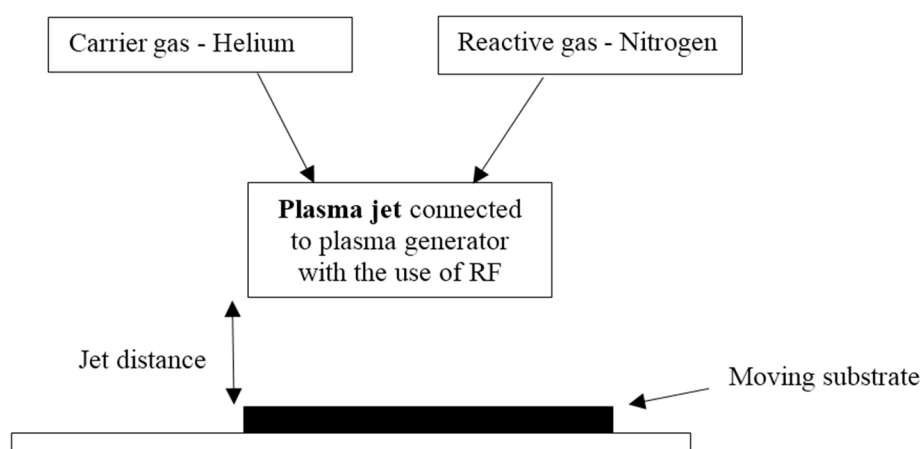 Carrier gas - Helium
Reactive gas - Nitrogen
Plasma jet connected
to plasma generator
with the use of RF
Jet distance
Moving substrate